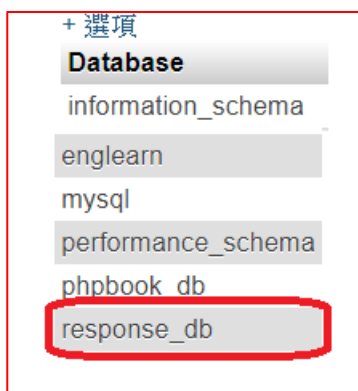 + 選項
Database
information_schema
englearn
mysql
performance_schema
phpbook_db
response_db